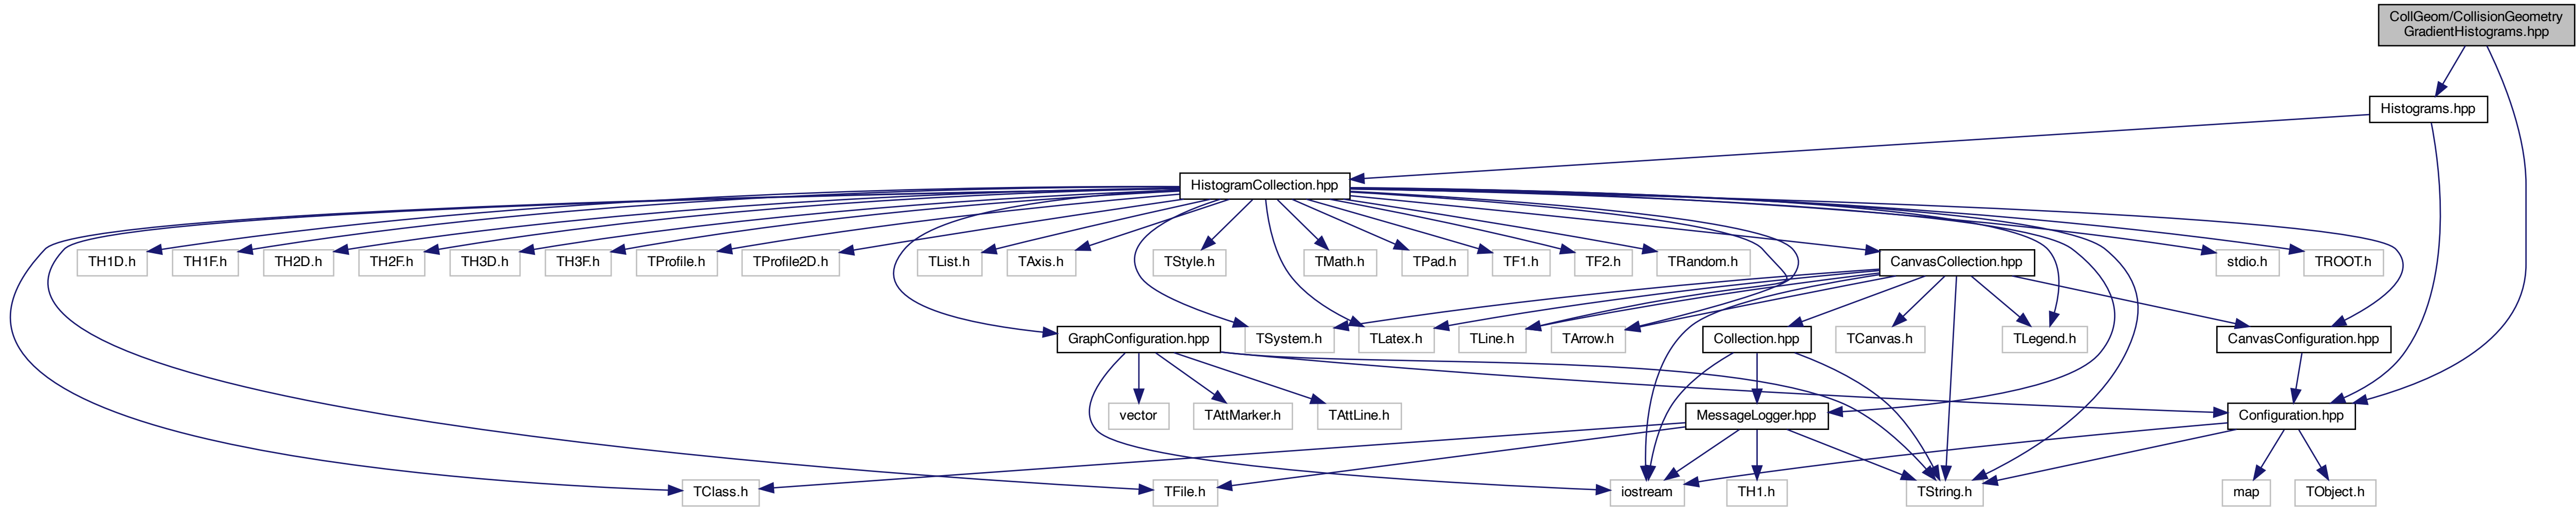 CollGeom/CollisionGeometry
GradientHistograms.hpp
Histograms.hpp
HistogramCollection.hpp
TH1D.h
TH1F.h
TH2D.h
TH2F.h
TH3D.h
TH3F.h
TProfile.h
TProfile2D.h
TList.h
TAxis.h
TStyle.h
TMath.h
TPad.h
TF1.h
TF2.h
TRandom.h
CanvasCollection.hpp
stdio.h
TROOT.h
GraphConfiguration.hpp
TSystem.h
TLatex.h
TLine.h
TArrow.h
Collection.hpp
TCanvas.h
TLegend.h
CanvasConfiguration.hpp
vector
TAttMarker.h
TAttLine.h
MessageLogger.hpp
Configuration.hpp
TClass.h
TFile.h
iostream
TH1.h
TString.h
map
TObject.h